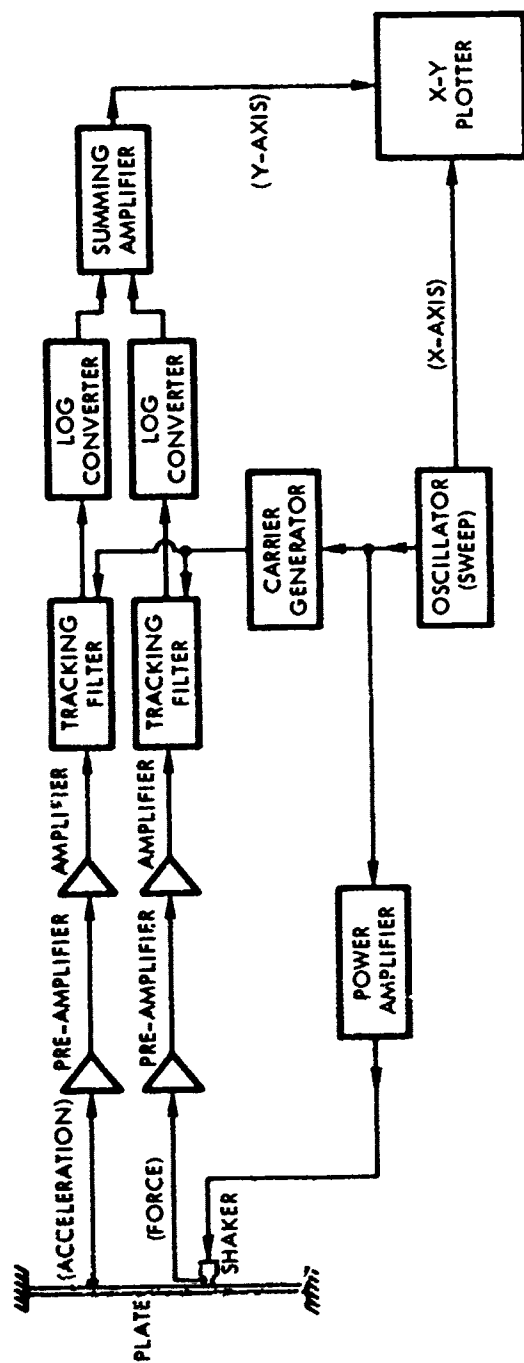 PLATE
(ACCELERATION)
PRE-AMPLIFIER
AMPLIFIER
TRACKING
FILTER
LOG
CONVERTER
SUMMING
AMPLIFIER
(FORCE)
PRE-AMPLIFIER
AMPLIFIER
TRACKING
FILTER
LOG
CONVERTER
(Y-AXIS)
SHAKER
CARRIER
GENERATOR
POWER
AMPLIFIER
OSCILLATOR
(SWEEP)
(X-AXIS)
X-Y
PLOTTER